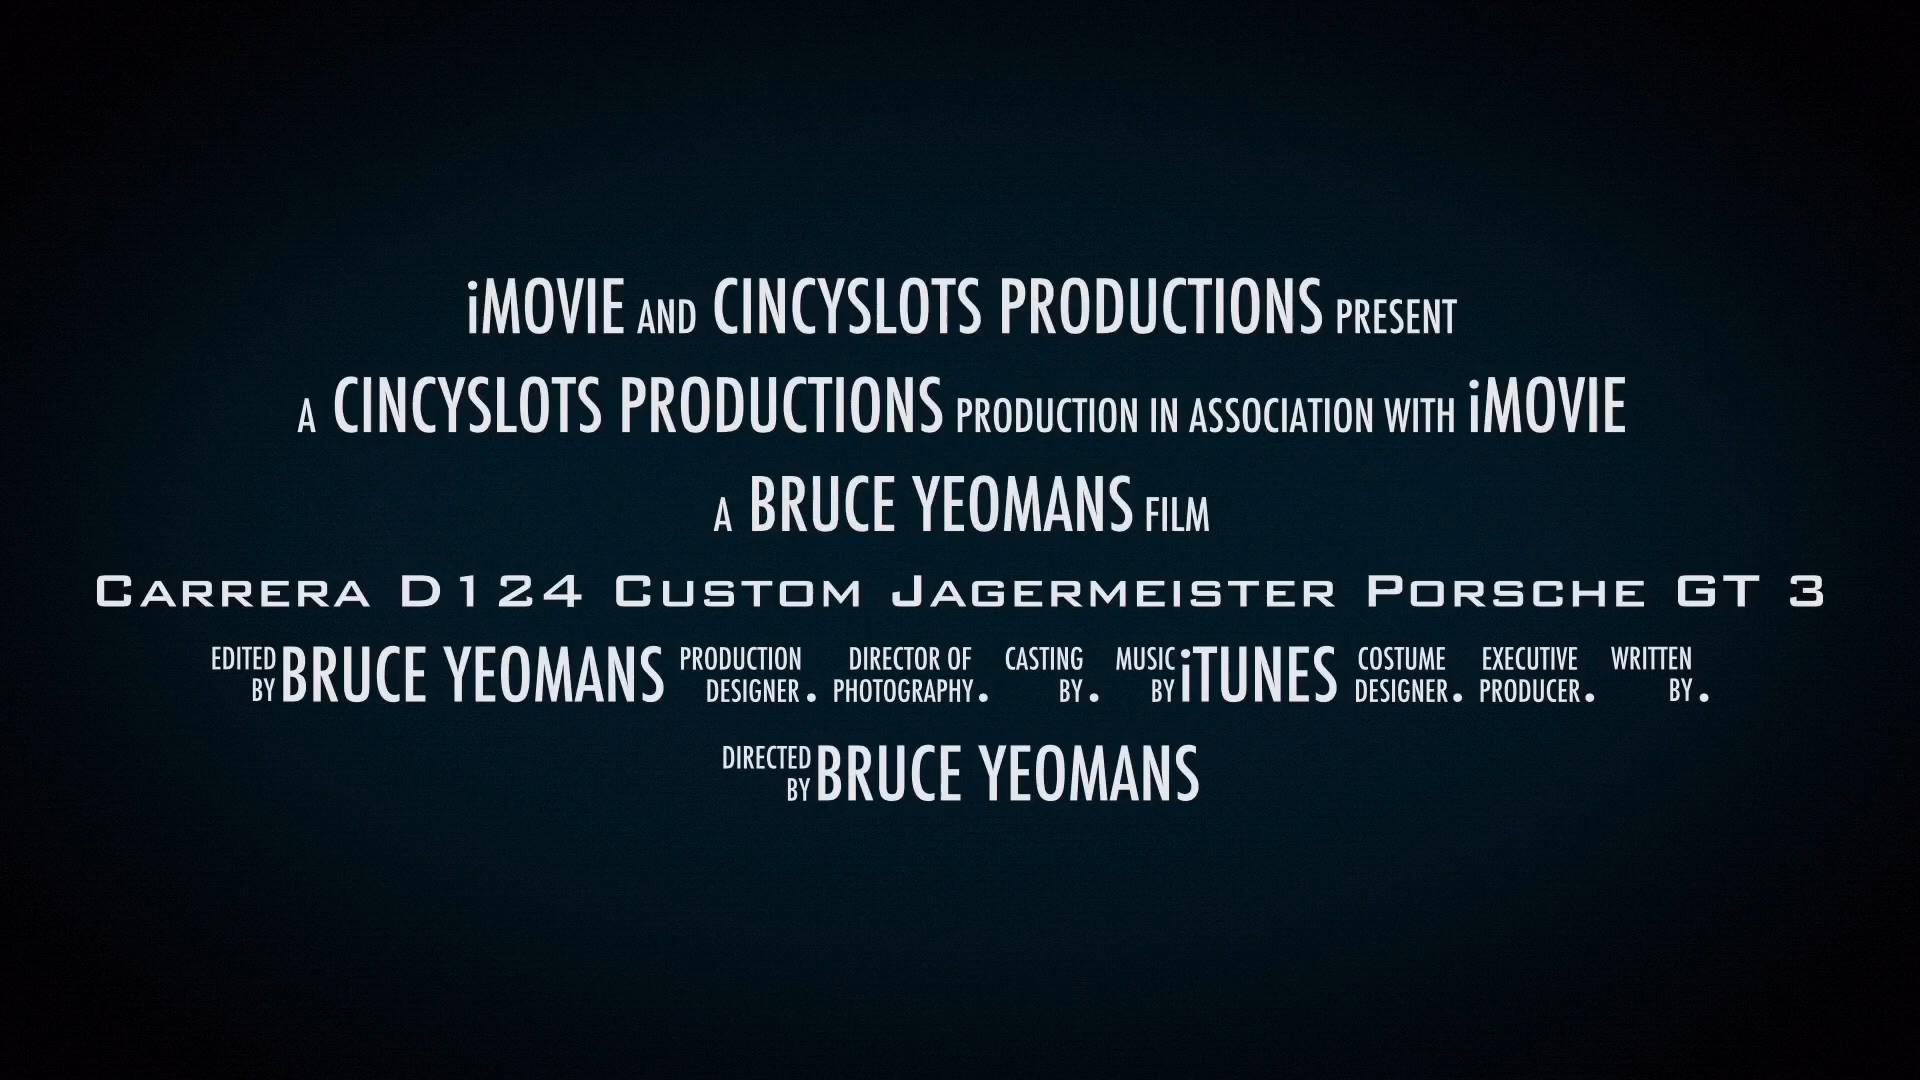 iMOVIE AND CINCYSLOTS PRODUCTIONS PRESENT
A CINCYSLOTS PRODUCTIONS PRODUCTION IN ASSOCIATION WITH iMOVIE
A BRUCE YEOMANS FILM
CARRERA D124 CUSTOM JAGERMEISTER PORSCHE GT 3
EDITED BY BRUCE YEOMANS PRODUCTION DESIGNER . DIRECTOR OF PHOTOGRAPHY . CASTING BY . MUSIC BY iTUNES COSTUME DESIGNER . EXECUTIVE PRODUCER . WRITTEN BY .
DIRECTED BY BRUCE YEOMANS